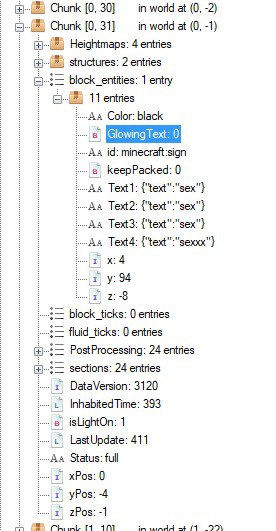 Chunk [0, 30] in world at (0, -2)
Chunk [0, 31] in world at (0, -1)
Heightmaps: 4 entries
structures: 2 entries
block_entities: 1 entry
11 entries
Color: black
GlowingText: 0
id: minecraft:sign
keepPacked: 0
Text1: {"text":"sex"}
Text2: {"text":"sex"}
Text3: {"text":"sex"}
Text4: {"text":"sexxx"}
x: 4
y: 94
z: -8
block_ticks: 0 entries
fluid_ticks: 0 entries
PostProcessing: 24 entries
sections: 24 entries
DataVersion: 3120
InhabitedTime: 393
isLightOn: 1
LastUpdate: 411
Status: full
xPos: 0
yPos: -4
zPos: -1
Chunk [1, 10] in world at (1, -22)